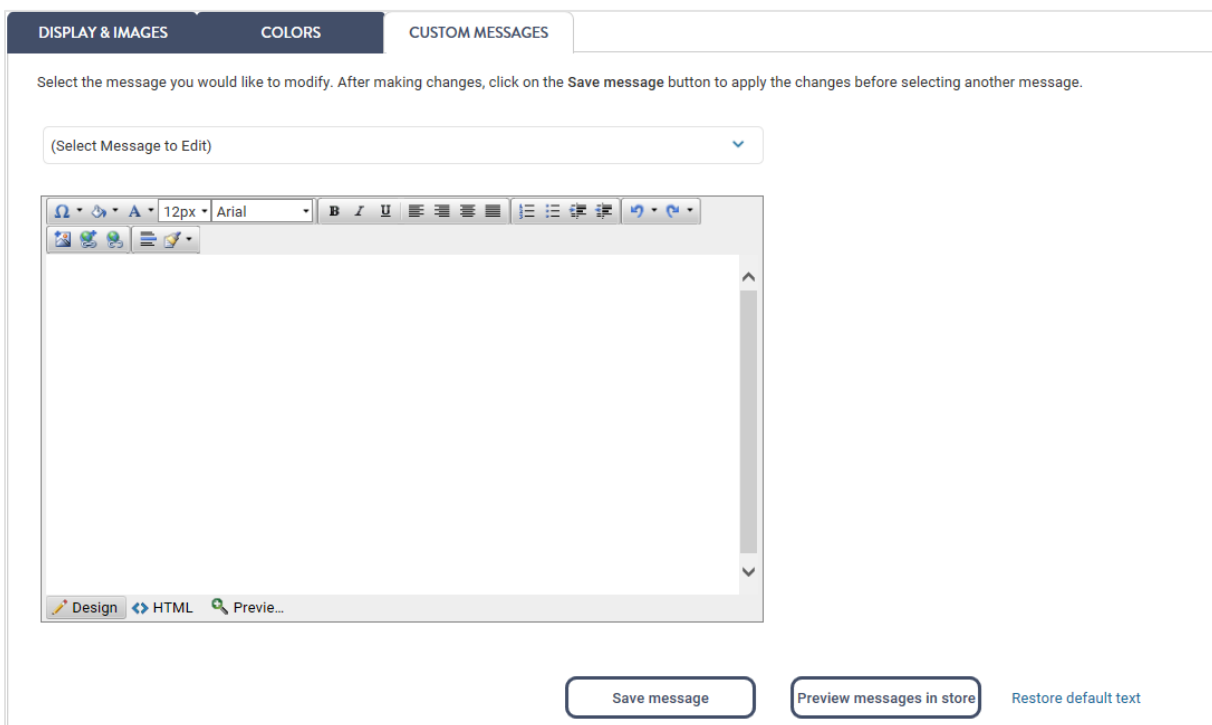 DISPLAY & IMAGES COLORS CUSTOM MESSAGES
Select the message you would like to modify. After making changes, click on the Save message button to apply the changes before selecting another message.
(Select Message to Edit)
Ω A 12px Arial B I U
Design HTML Previe...
Save message Preview messages in store Restore default text